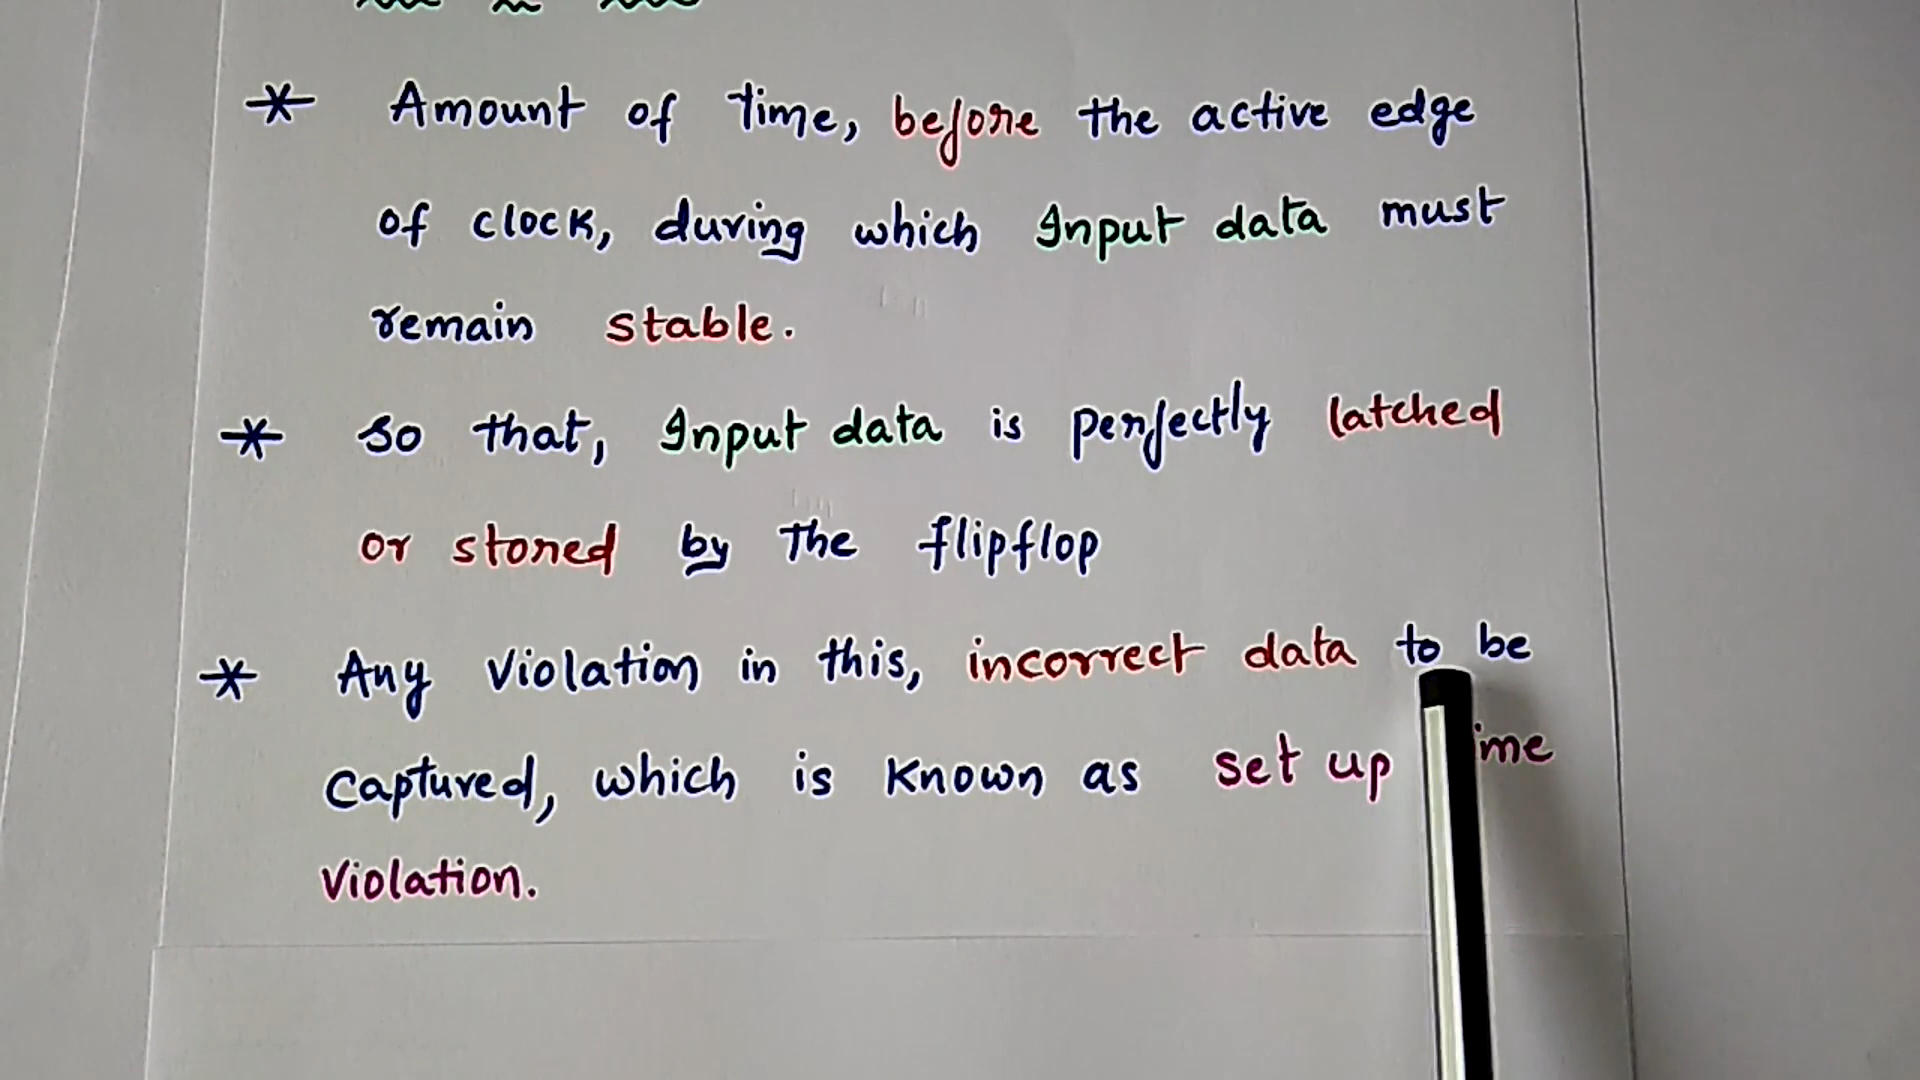 * Amount of time, before the active edge
of clock, during which Input data must
remain stable.
* So that, Input data is perfectly latched
or stored by the flipflop
* Any Violation in this, incorrect data to be
captured, which is known as set up
Violation.